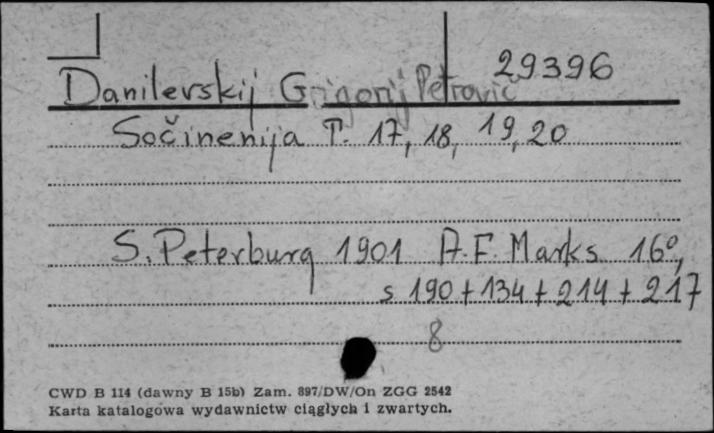 29396
Danilevskij Grigorij Petrovič
Sočinenija T. 17, 18, 19, 20
S. Peterburg 1901 A. F. Marks 16°,
s 190 + 134 + 214 + 217
8
CWD B 114 (dawny B 15b) Zam. 897/DW/On ZGG 2542
Karta katalogowa wydawnictw ciągłych i zwartych.